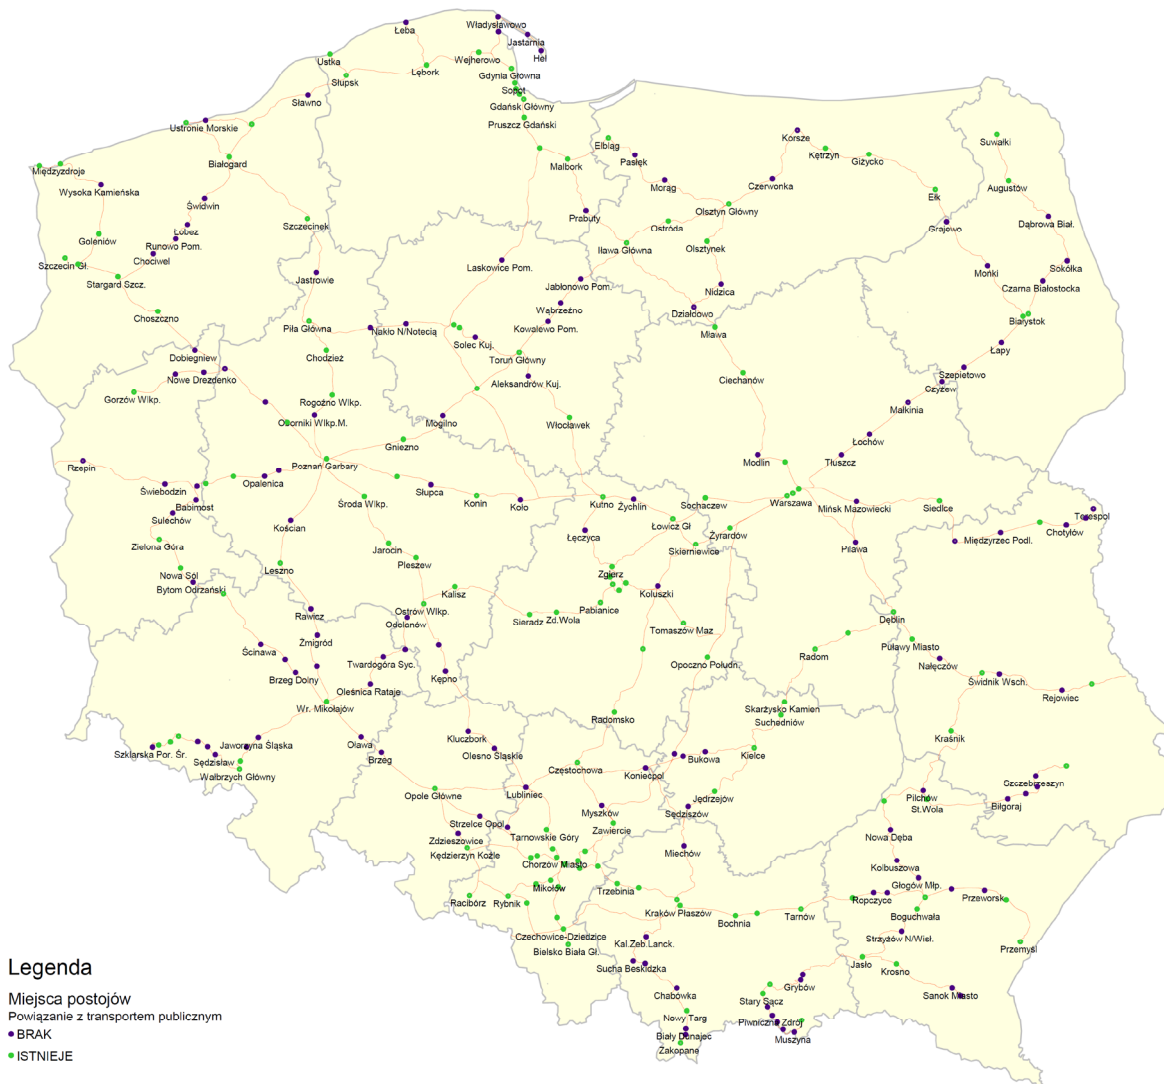 Władysławowo
Łeba
Jastarnia
Hel
Ustka
Wejherowo
Lębork
Gdynia Główna
Słupsk
Sopot
Sławno
Gdańsk Główny
Pruszcz Gdański
Ustronie Morskie
Korsze
Suwałki
Elbląg
Kętrzyn
Giżycko
Białogard
Pasłęk
Malbork
Międzyzdroje
Wysoka Kamieńska
Morąg
Czerwonka
Augustów
Ełk
Świdwin
Prabuty
Olsztyn Główny
Dąbrowa Biał.
Szczecinek
Ostróda
Grajewo
Łobez
Goleniów
Runowo Pom.
Iława Główna
Olsztynek
Szczecin Gł.
Chociwel
Laskowice Pom.
Mońki
Sokółka
Stargard Szcz.
Jastrowie
Jabłonowo Pom.
Nidzica
Czarna Białostocka
Wąbrzeźno
Działdowo
Choszczno
Białystok
Piła Główna
Nakło N/Notecią
Kowalewo Pom.
Mława
Solec Kuj.
Łapy
Dobiegniew
Chodzież
Toruń Główny
Szepietowo
Nowe Drezdenko
Aleksandrów Kuj.
Ciechanów
Czyżew
Gorzów Wlkp.
Rogoźno Wlkp.
Małkinia
Oborniki Wlkp.M.
Mogilno
Włocławek
Gniezno
Łochów
Rzepin
Poznań Garbary
Modlin
Tłuszcz
Opalenica
Słupca
Świebodzin
Konin
Koło
Kutno
Żychlin
Sochaczew
Warszawa
Siedlce
Babimost
Środa Wlkp.
Mińsk Mazowiecki
Sulechów
Kościan
Łowicz Gł
Terespol
Zielona Góra
Jarocin
Łęczyca
Żyrardów
Chotyłów
Skierniewice
Pilawa
Międzyrzec Podl.
Leszno
Pleszew
Nowa Sól
Zgierz
Bytom Odrzański
Kalisz
Koluszki
Ostrów Wlkp.
Pabianice
Rawicz
Odolanów
Sieradz
Zd.Wola
Dęblin
Tomaszów Maz
Żmigród
Puławy Miasto
Ścinawa
Radom
Nałęczów
Twardogóra Syc.
Opoczno Połudn.
Brzeg Dolny
Kępno
Świdnik Wsch.
Oleśnica Rataje
Rejowiec
Wr. Mikołajów
Skarżysko Kamien
Radomsko
Suchedniów
Kluczbork
Kraśnik
Jaworzyna Śląska
Oława
Szklarska Por. Śr.
Olesno Śląskie
Bukowa
Kielce
Sędzisław
Brzeg
Wałbrzych Główny
Częstochowa
Koniecpol
Szczebrzeszyn
Opole Główne
Lubliniec
Jędrzejów
Pilchów
Biłgoraj
Myszków
Sędziszów
St.Wola
Strzelce Opol
Zawiercie
Zdzieszowice
Tarnowskie Góry
Nowa Dęba
Kędzierzyn Koźle
Miechów
Chorzów Miasto
Kolbuszowa
Mikołów
Trzebinia
Głogów Młp.
Racibórz
Rybnik
Ropczyce
Przeworsk
Kraków Płaszów
Bochnia
Tarnów
Boguchwała
Czechowice-Dziedzice
Strzyżów N/Wisł.
Bielsko Biała Gł.
Kal.Zeb.Lanck.
Przemyśl
Sucha Beskidzka
Jasło
Krosno
Grybów
Chabówka
Stary Sącz
Sanok Miasto
Nowy Targ
Piwniczna Zdrój
Biały Dunajec
Muszyna
Zakopane
Legenda
Miejsca postojów
Powiązanie z transportem publicznym
BRAK
ISTNIEJE